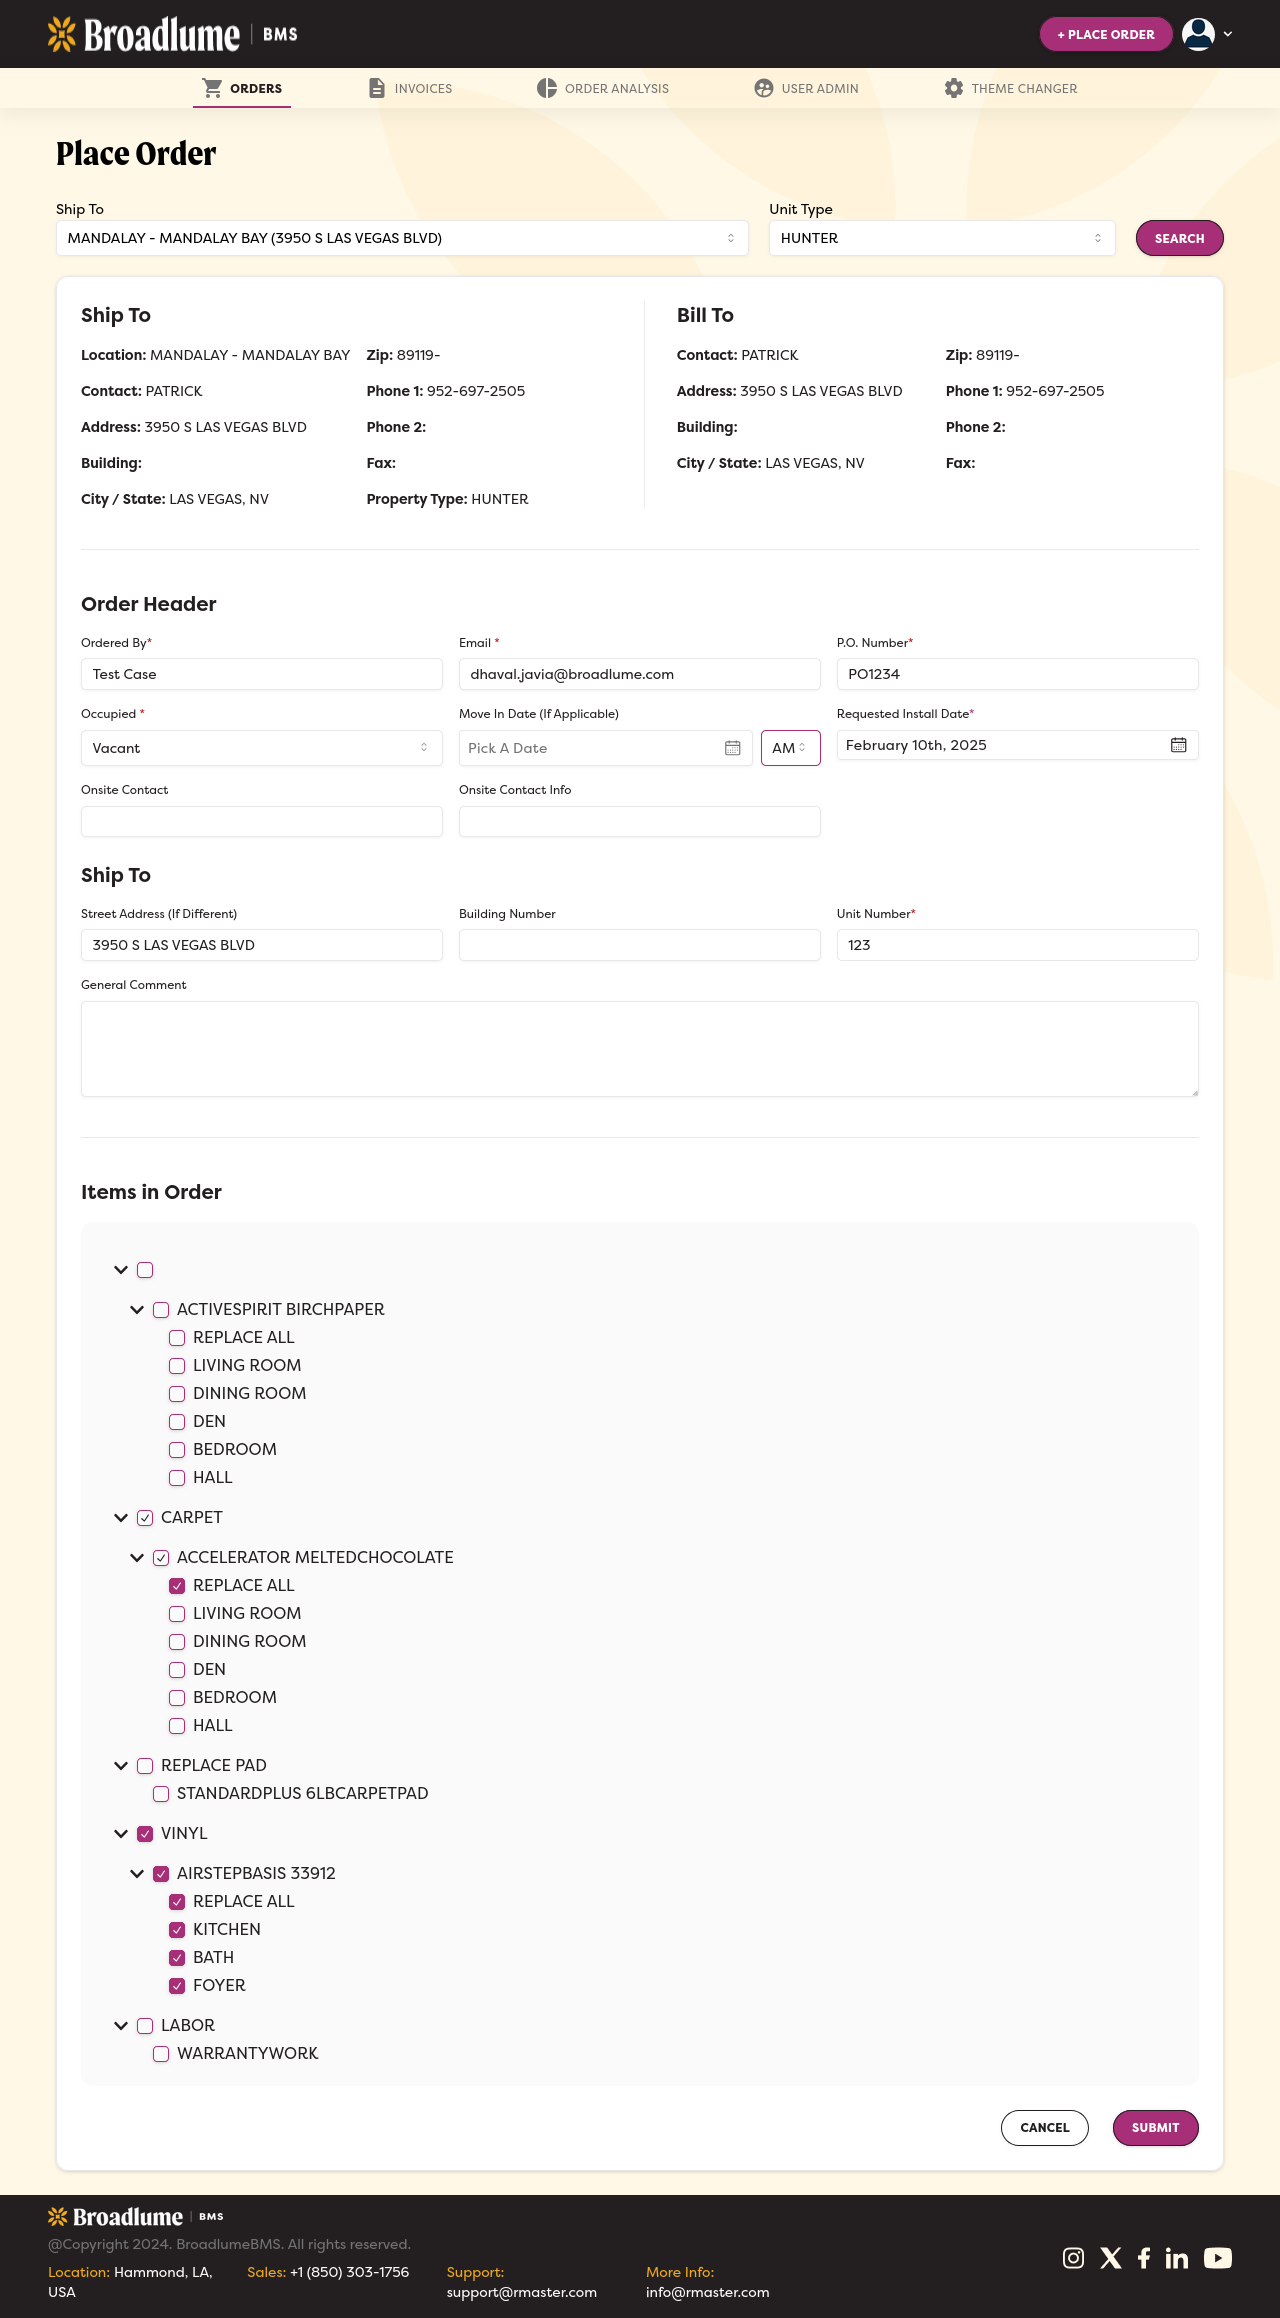 Broadlume | BMS
+ PLACE ORDER
ORDERS INVOICES ORDER ANALYSIS USER ADMIN THEME CHANGER
Place Order
Ship To Unit Type
MANDALAY - MANDALAY BAY (3950 S LAS VEGAS BLVD) HUNTER SEARCH
Ship To
Location: MANDALAY - MANDALAY BAY Zip: 89119-
Contact: PATRICK Phone 1: 952-697-2505
Address: 3950 S LAS VEGAS BLVD Phone 2:
Building: Fax:
City / State: LAS VEGAS, NV Property Type: HUNTER
Bill To
Contact: PATRICK Zip: 89119-
Address: 3950 S LAS VEGAS BLVD Phone 1: 952-697-2505
Building: Phone 2:
City / State: LAS VEGAS, NV Fax:
Order Header
Ordered By* Email * P.O. Number*
Test Case dhaval.javia@broadlume.com PO1234
Occupied * Move In Date (If Applicable) Requested Install Date*
Vacant Pick A Date AM February 10th, 2025
Onsite Contact Onsite Contact Info
Ship To
Street Address (If Different) Building Number Unit Number*
3950 S LAS VEGAS BLVD 123
General Comment
Items in Order
ACTIVESPIRIT BIRCHPAPER
REPLACE ALL
LIVING ROOM
DINING ROOM
DEN
BEDROOM
HALL
CARPET
ACCELERATOR MELTEDCHOCOLATE
REPLACE ALL
LIVING ROOM
DINING ROOM
DEN
BEDROOM
HALL
REPLACE PAD
STANDARDPLUS 6LBCARPETPAD
VINYL
AIRSTEPBASIS 33912
REPLACE ALL
KITCHEN
BATH
FOYER
LABOR
WARRANTYWORK
CANCEL SUBMIT
Broadlume | BMS
@Copyright 2024. BroadlumeBMS. All rights reserved.
Location: Hammond, LA, USA
Sales: +1 (850) 303-1756
Support: support@rmaster.com
More Info: info@rmaster.com